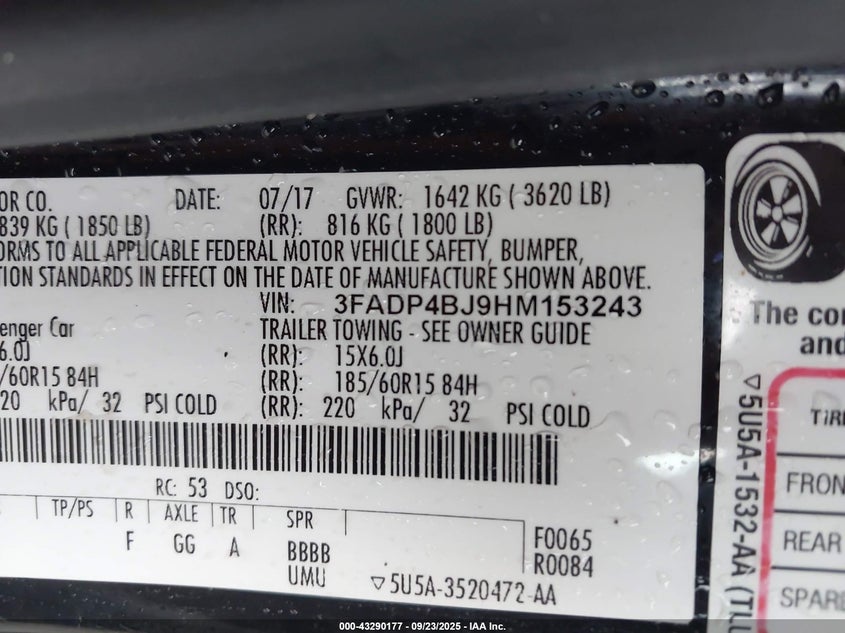 OR CO. DATE: 07/17 GVWR: 1642 KG ( 3620 LB)
839 KG ( 1850 LB) (RR): 816 KG ( 1800 LB)
ORMS TO ALL APPLICABLE FEDERAL MOTOR VEHICLE SAFETY, BUMPER,
TION STANDARDS IN EFFECT ON THE DATE OF MANUFACTURE SHOWN ABOVE.
VIN: 3FADP4BJ9HM153243
enger Car TRAILER TOWING - SEE OWNER GUIDE
X6.0J (RR): 15X6.0J
/60R15 84H (RR): 185/60R15 84H
20 kPa/ 32 PSI COLD (RR): 220 kPa/ 32 PSI COLD
RC: 53 DSO:
TP/PS R AXLE TR SPR
F GG A BBBB F0065
UMU R0084
▽5U5A-3520472-AA
The co
and
▽5U5A-1532-AA (TLU
TIRE
FRON
REAR
SPARE
000-43290177 - 09/23/2025 - IAA Inc.